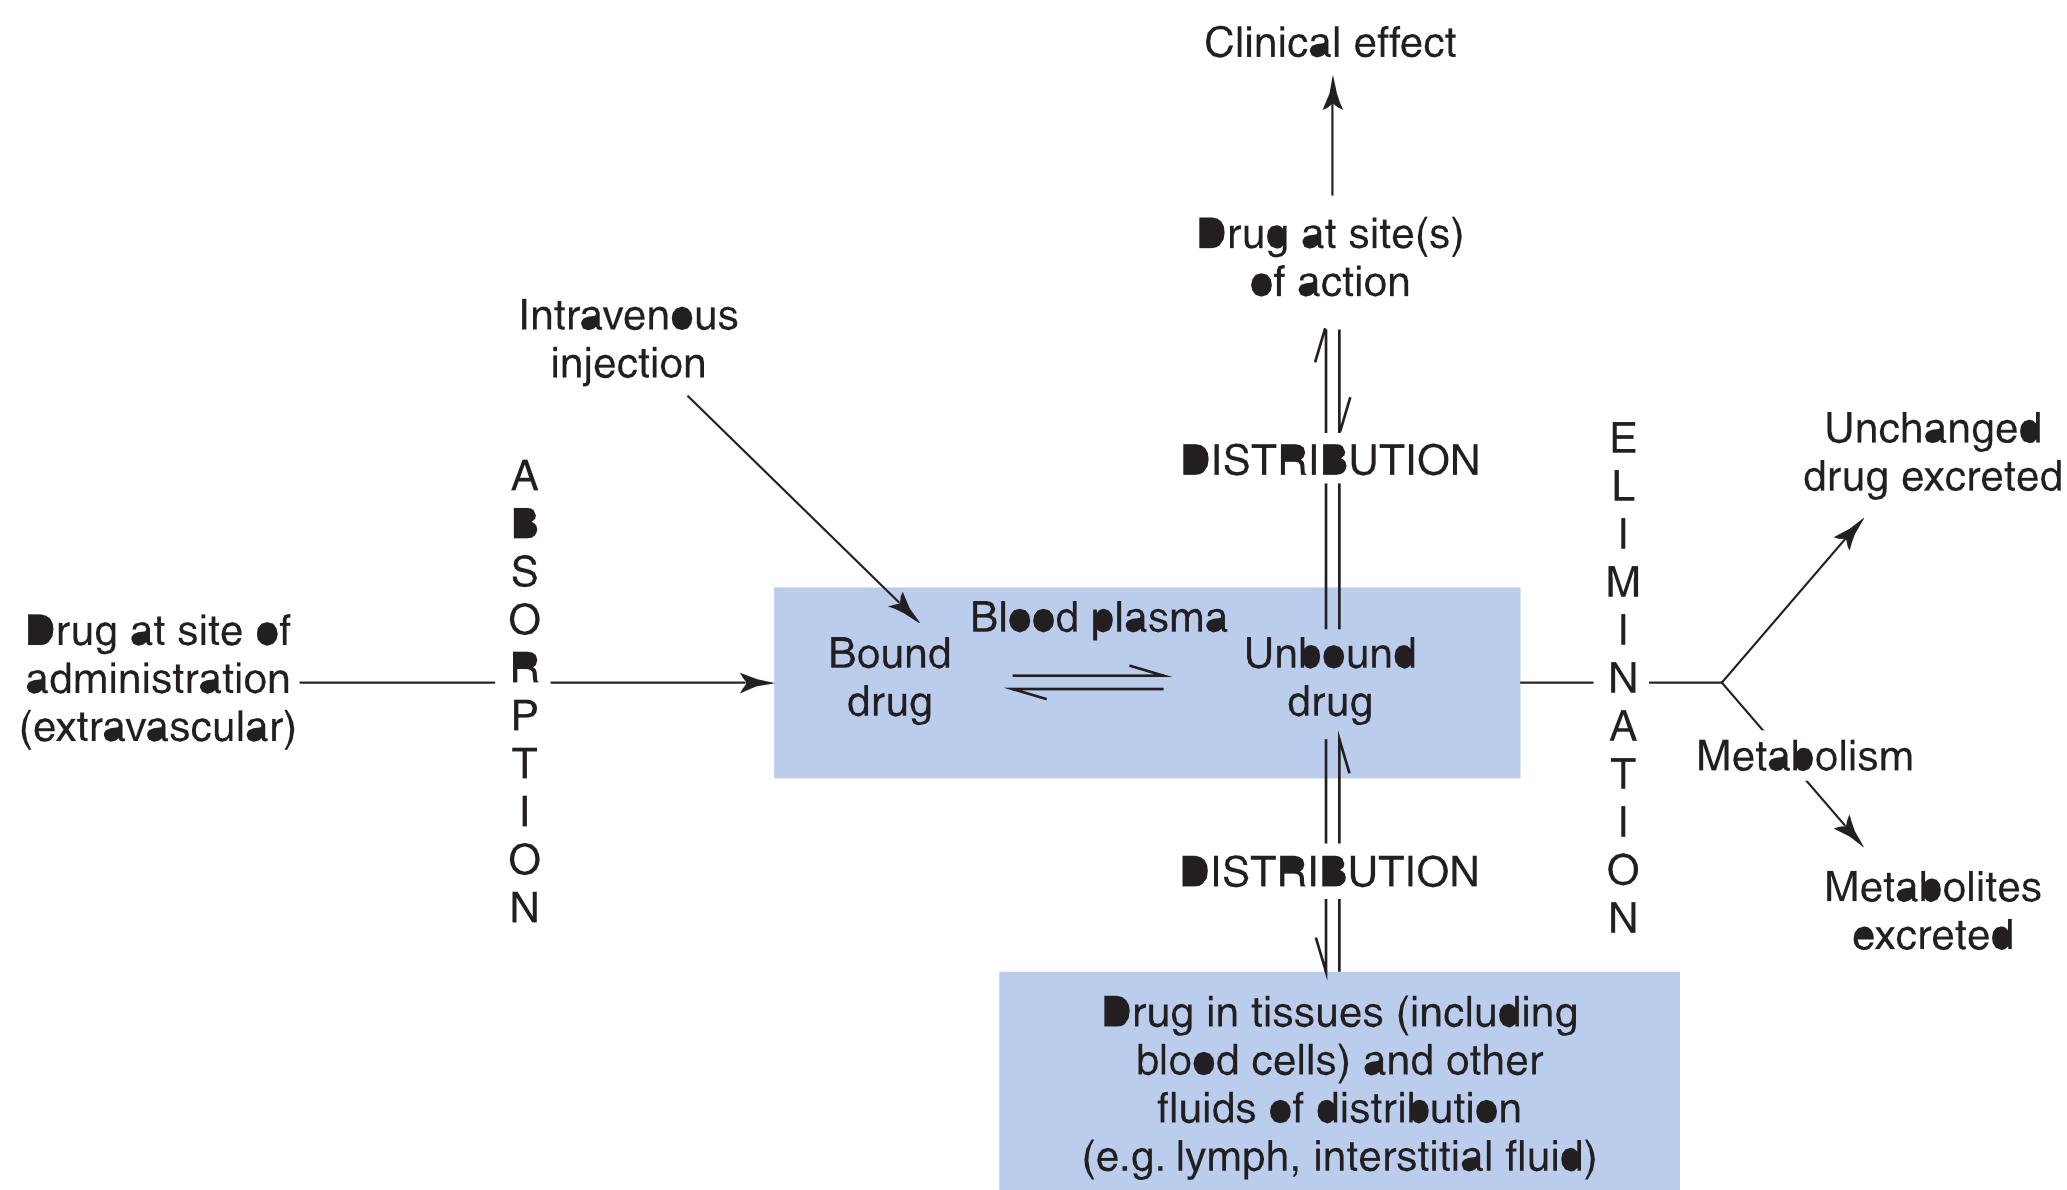 Clinical effect
Drug at site(s)
of action
Intravenous
injection
DISTRIBUTION
Unchanged
drug excreted
ABSORPTION
ELIMINATION
Drug at site of
administration
(extravascular)
Blood plasma
Bound
drug
Unbound
drug
Metabolism
DISTRIBUTION
Metabolites
excreted
Drug in tissues (including
blood cells) and other
fluids of distribution
(e.g. lymph, interstitial fluid)